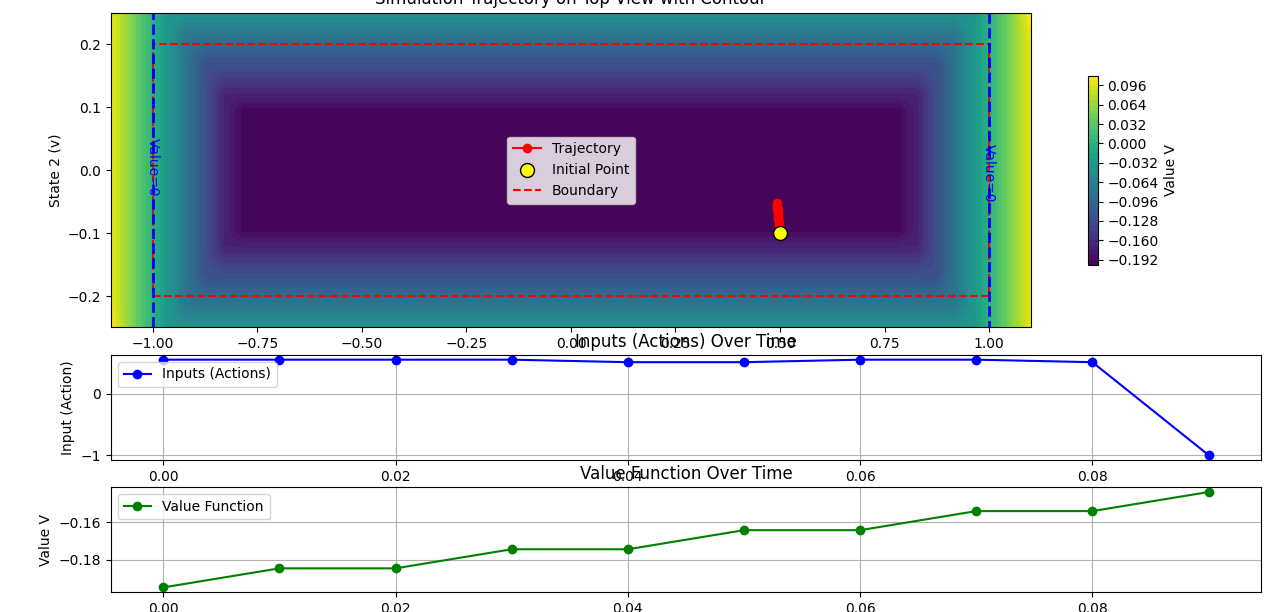 Simulation Trajectory on Top View with Contour
0.2
0.1
0.0
−0.1
−0.2
State 2 (v)
Value=0
Value=0
Trajectory
Initial Point
Boundary
0.096
0.064
0.032
0.000
−0.032
−0.064
−0.096
−0.128
−0.160
−0.192
Value V
−1.00 −0.75 −0.50 −0.25 0.00 0.25 0.50 0.75 1.00
Inputs (Actions) Over Time
Inputs (Actions)
0
−1
Input (Action)
0.00 0.02 0.04 0.06 0.08
Value Function Over Time
Value Function
−0.16
−0.18
Value V
0.00 0.02 0.04 0.06 0.08